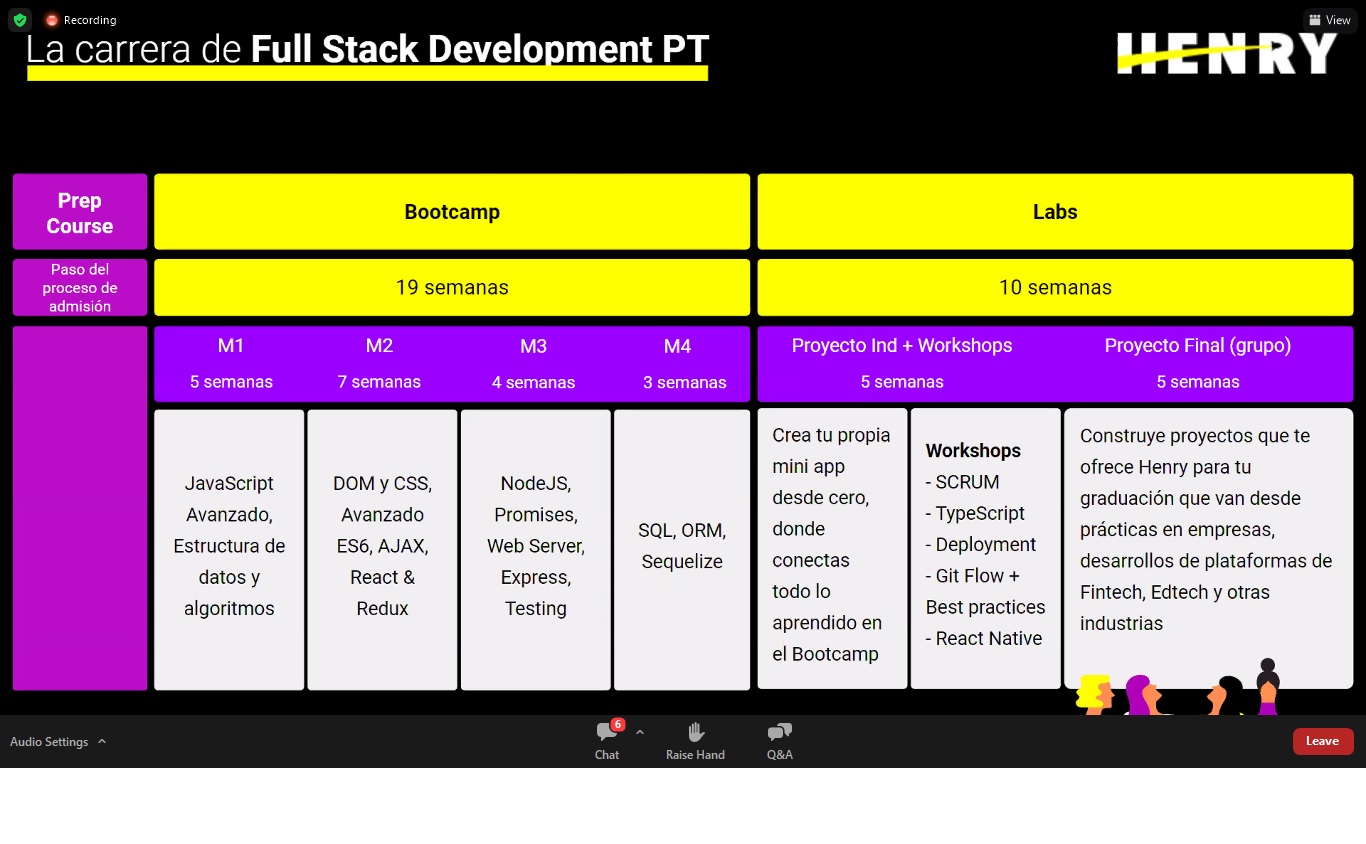 Recording
View
La carrera de Full Stack Development PT
HENRY
Prep
Course
Bootcamp
Labs
Paso del
proceso de
admisión
19 semanas
10 semanas
M1
M2
M3
M4
Proyecto Ind + Workshops
Proyecto Final (grupo)
5 semanas
7 semanas
4 semanas
3 semanas
5 semanas
5 semanas
JavaScript
Avanzado,
Estructura de
datos y
algoritmos
DOM y CSS,
Avanzado
ES6, AJAX,
React &
Redux
NodeJS,
Promises,
Web Server,
Express,
Testing
SQL, ORM,
Sequelize
Crea tu propia
mini app
desde cero,
donde
conectas
todo lo
aprendido en
el Bootcamp
Workshops
- SCRUM
- TypeScript
- Deployment
- Git Flow +
Best practices
- React Native
Construye proyectos que te
ofrece Henry para tu
graduación que van desde
prácticas en empresas,
desarrollos de plataformas de
Fintech, Edtech y otras
industrias
Audio Settings
6
Chat
Raise Hand
Q&A
Leave